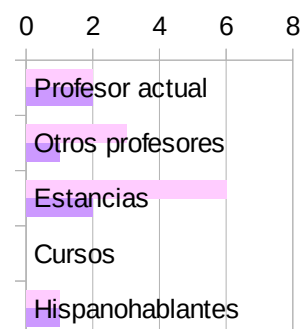 0 2 4 6 8
Profesor actual
Otros profesores
Estancias
Cursos
Hispanohablantes